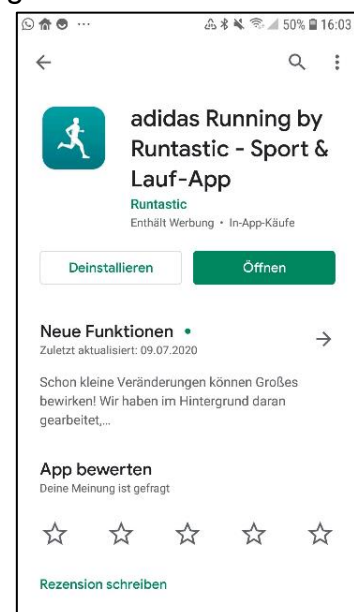 50% 16:03
adidas Running by
Runtastic - Sport &
Lauf-App
Runtastic
Enthält Werbung • In-App-Käufe
Deinstallieren
Öffnen
Neue Funktionen •
Zuletzt aktualisiert: 09.07.2020
Schon kleine Veränderungen können Großes
bewirken! Wir haben im Hintergrund daran
gearbeitet,...
App bewerten
Deine Meinung ist gefragt
Rezension schreiben